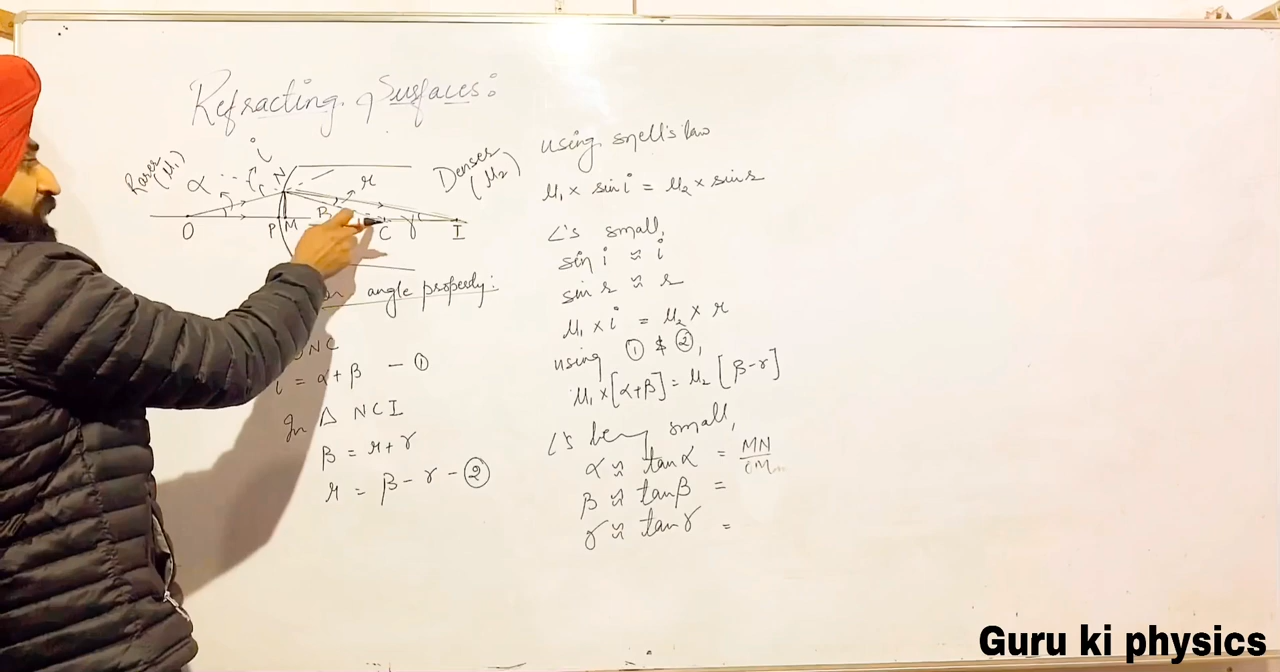 Refracting of Surfaces:
Rarer (μ₁)
Denser (μ₂)
α i N r
β γ
O P M C I
angle property:
NC
i = α + β - ①
In △ NCI
β = r + γ
r = β - γ - ②
using snell's law
μ₁ × sin i = μ₂ × sin r
∠'s small,
sin i ≈ i
sin r ≈ r
μ₁ × i = μ₂ × r
using ① & ②,
μ₁ × [α+β] = μ₂ [β-γ]
∠'s being small,
α ≈ tan α = MN/OM
β ≈ tan β =
γ ≈ tan γ =
Guru ki physics